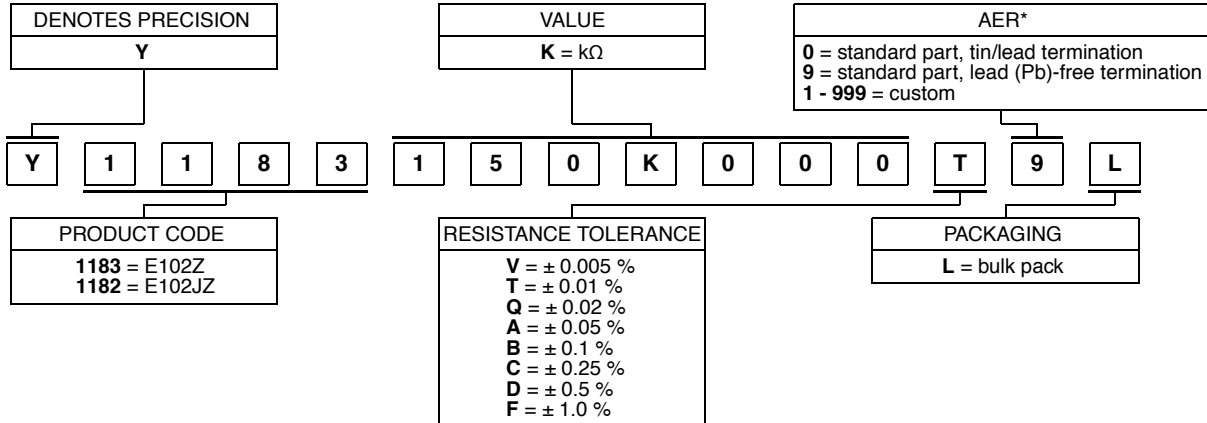 DENOTES PRECISION
Y
VALUE
K = kΩ
AER*
0 = standard part, tin/lead termination
9 = standard part, lead (Pb)-free termination
1 - 999 = custom
Y 1 1 8 3 1 5 0 K 0 0 0 T 9 L
PRODUCT CODE
1183 = E102Z
1182 = E102JZ
RESISTANCE TOLERANCE
V = ± 0.005 %
T = ± 0.01 %
Q = ± 0.02 %
A = ± 0.05 %
B = ± 0.1 %
C = ± 0.25 %
D = ± 0.5 %
F = ± 1.0 %
PACKAGING
L = bulk pack